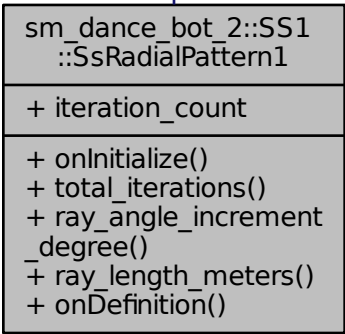 sm_dance_bot_2::SS1
::SsRadialPattern1
+ iteration_count
+ onInitialize()
+ total_iterations()
+ ray_angle_increment
_degree()
+ ray_length_meters()
+ onDefinition()